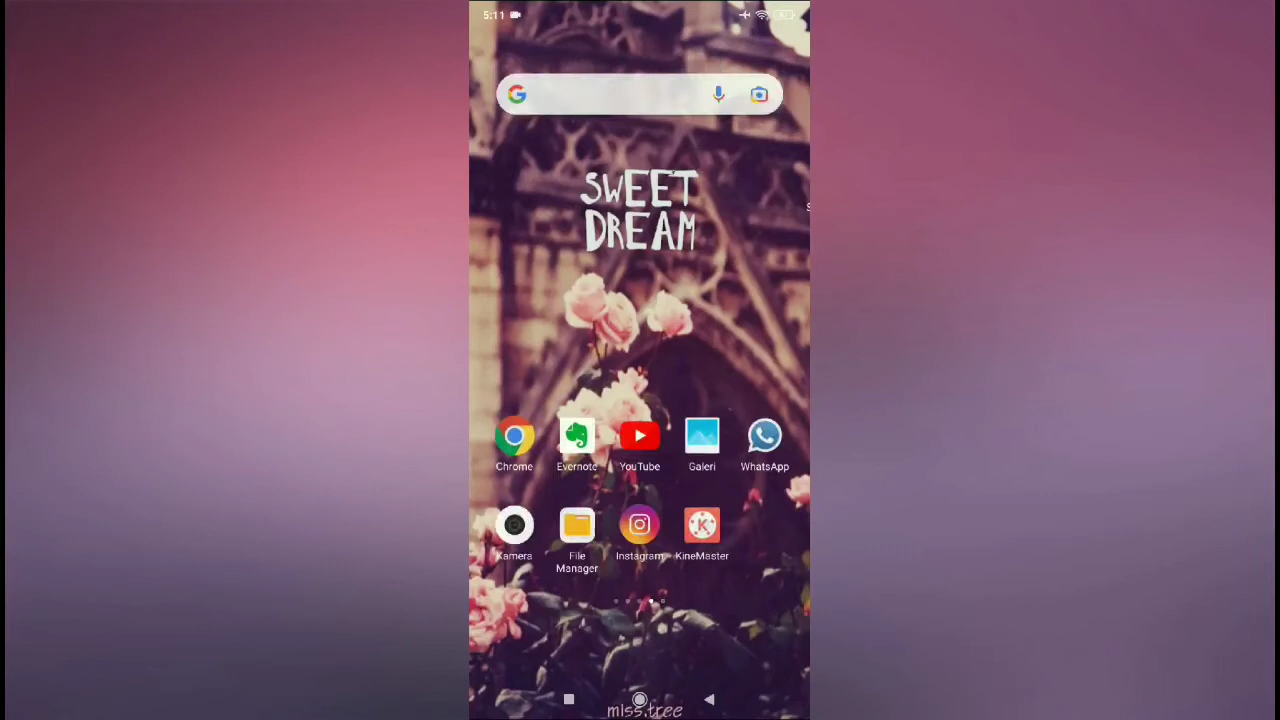 5:11
SWEET
DREAM
Chrome
Evernote
YouTube
Galeri
WhatsApp
Kamera
File
Manager
Instagram
KineMaster
miss.tree